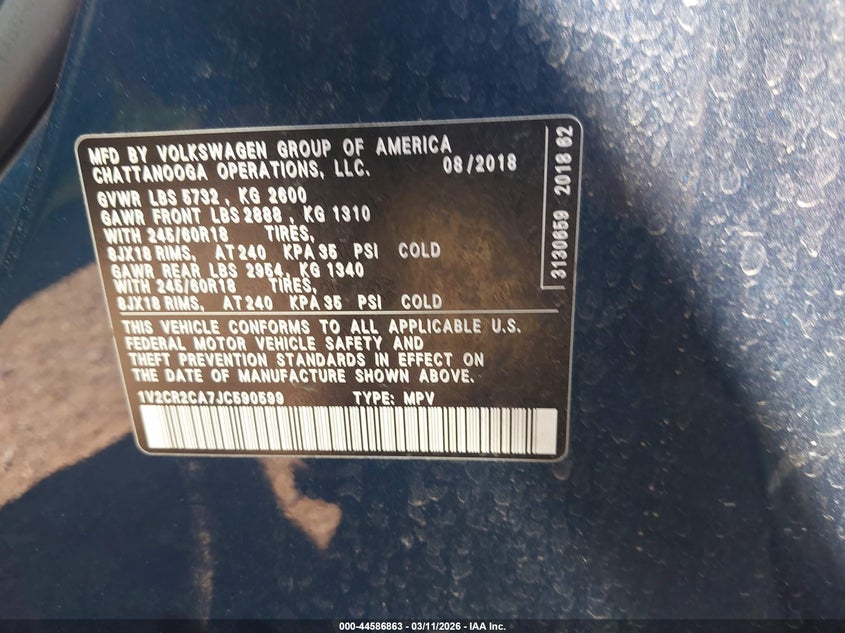 MFD BY VOLKSWAGEN GROUP OF AMERICA
CHATTANOOGA OPERATIONS, LLC. 08/2018
GVWR LBS 5732 , KG 2600
GAWR FRONT LBS 2888 , KG 1310
WITH 245/60R18 TIRES,
8JX18 RIMS, AT 240 KPA 35 PSI COLD
GAWR REAR LBS 2954, KG 1340
WITH 245/60R18 TIRES,
8JX18 RIMS, AT 240 KPA 35 PSI COLD
THIS VEHICLE CONFORMS TO ALL APPLICABLE U.S.
FEDERAL MOTOR VEHICLE SAFETY AND
THEFT PREVENTION STANDARDS IN EFFECT ON
THE DATE OF MANUFACTURE SHOWN ABOVE.
1V2CR2CA7JC590599 TYPE: MPV
3130659 2018 62
000-44586863 - 03/11/2026 - IAA Inc.